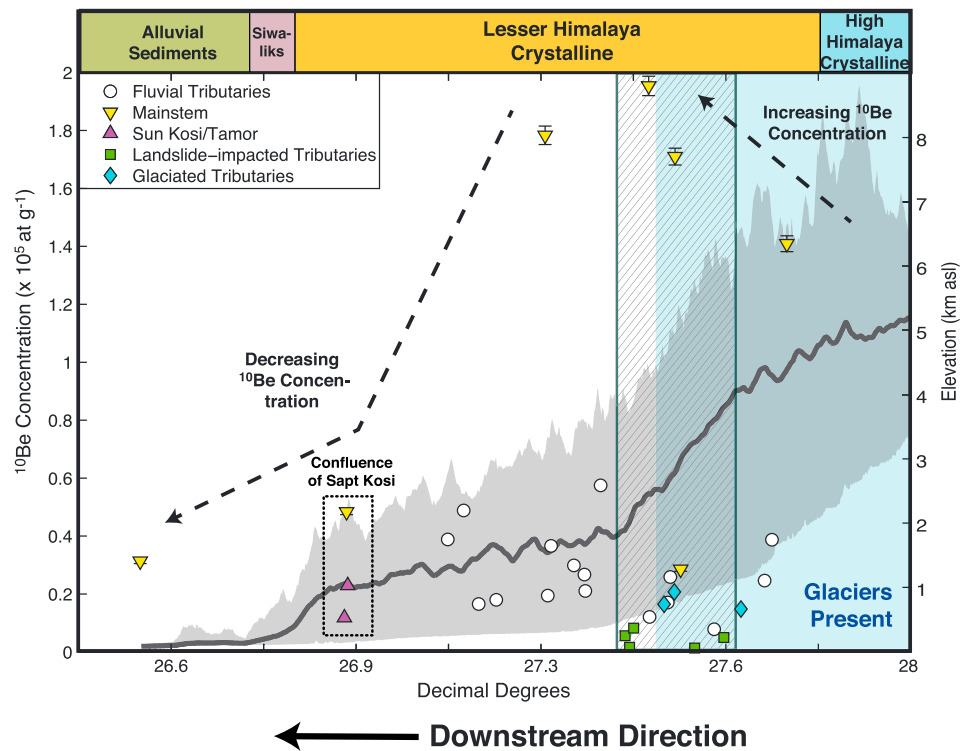 Alluvial
Sediments
Siwa-
liks
Lesser Himalaya
Crystalline
High
Himalaya
Crystalline
Fluvial Tributaries
Mainstem
Sun Kosi/Tamor
Landslide−impacted Tributaries
Glaciated Tributaries
Increasing ¹⁰Be
Concentration
Decreasing
¹⁰Be Concen-
tration
Confluence
of Sapt Kosi
Glaciers
Present
¹⁰Be Concentration (x 10⁵ at g⁻¹)
2
1.8
1.6
1.4
1.2
1
0.8
0.6
0.4
0.2
0
8
7
6
5
4
3
2
1
Elevation (km asl)
26.6
26.9
27.3
27.6
28
Decimal Degrees
Downstream Direction